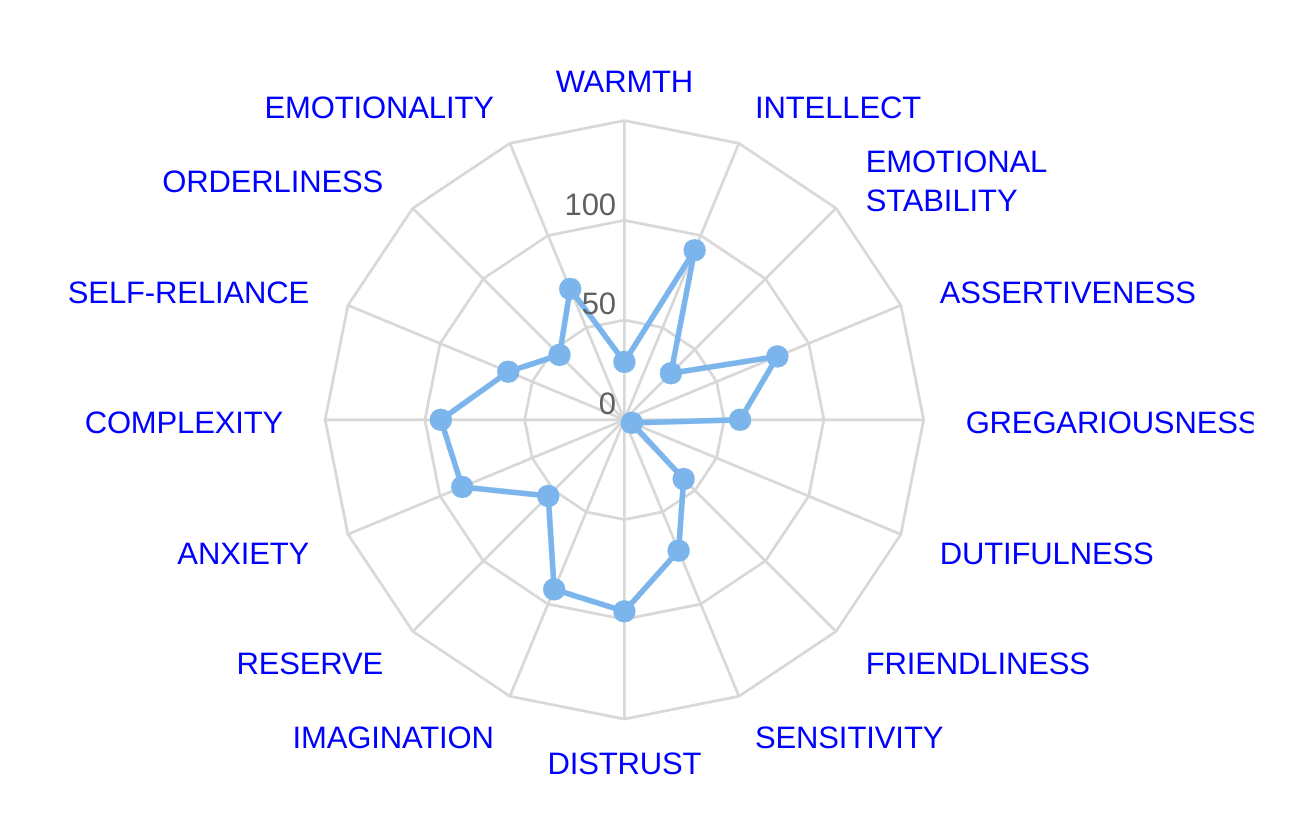 WARMTH
EMOTIONALITY
INTELLECT
EMOTIONAL
STABILITY
ORDERLINESS
100
SELF-RELIANCE
50
ASSERTIVENESS
0
COMPLEXITY
GREGARIOUSNESS
ANXIETY
DUTIFULNESS
RESERVE
FRIENDLINESS
IMAGINATION
SENSITIVITY
DISTRUST